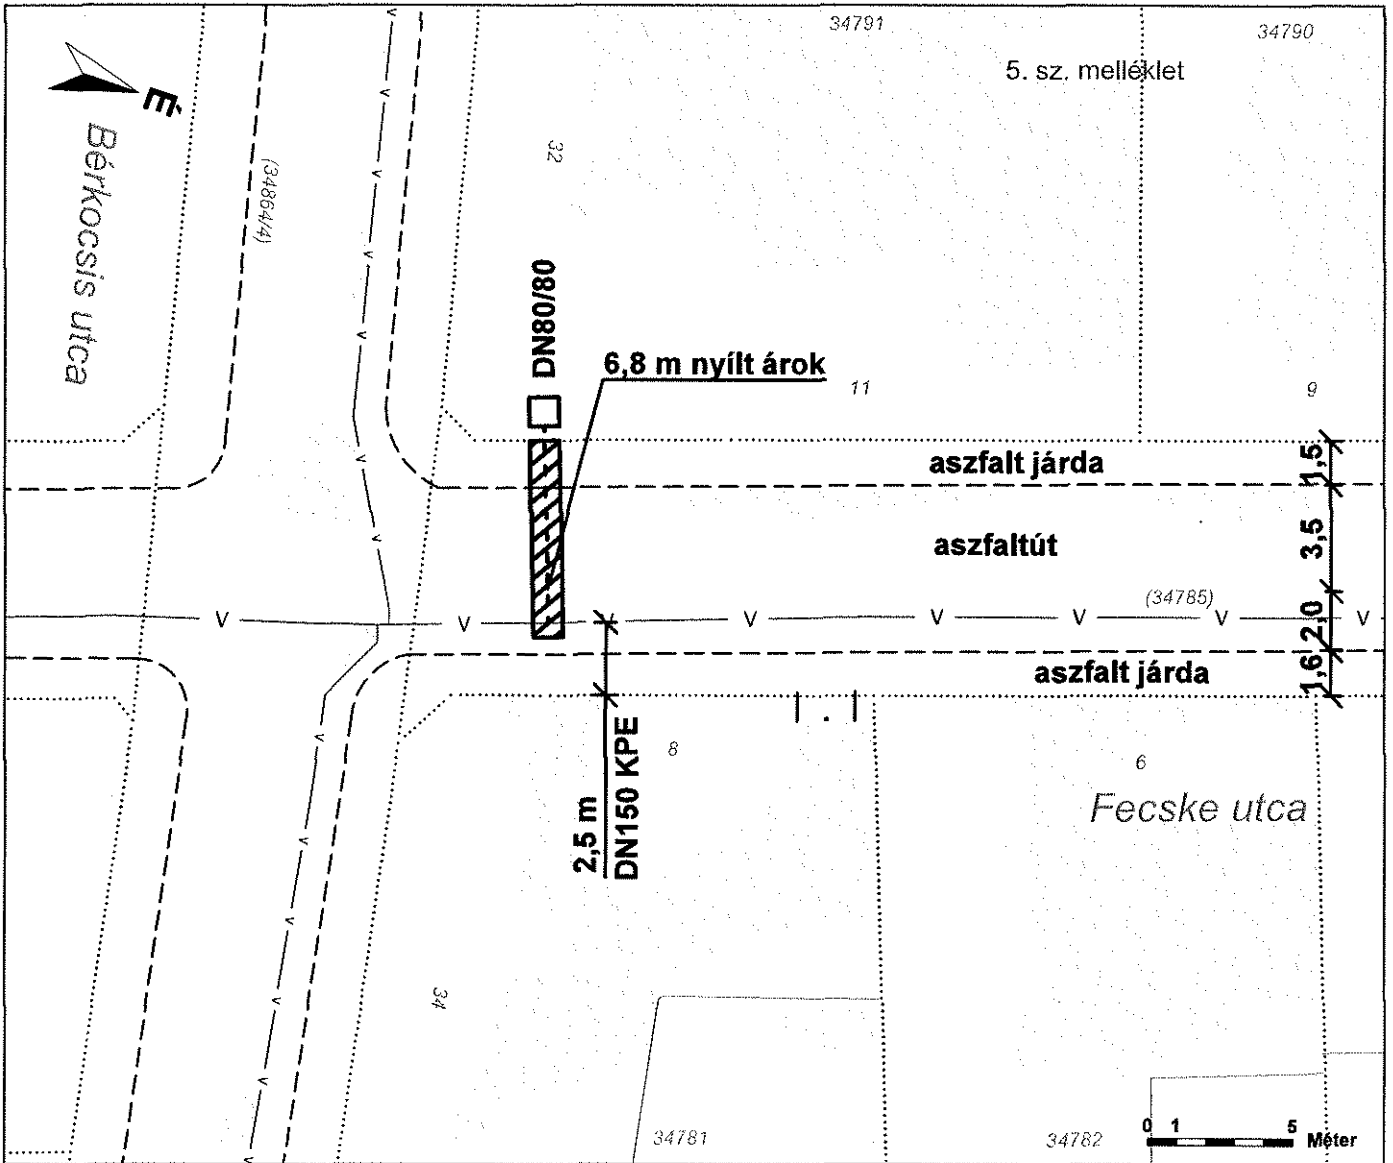 34791
34790
5. sz. melléklet
É
Bérkocsis utca
(34864/4)
32
DN80/80
6,8 m nyílt árok
11
9
aszfalt járda
1,5
aszfaltút
3,5
(34785)
2,0
V V V V V V V
aszfalt járda
1,6
8
6
Fecske utca
2,5 m
DN150 KPE
34
34781
34782
0 1 5 Méter